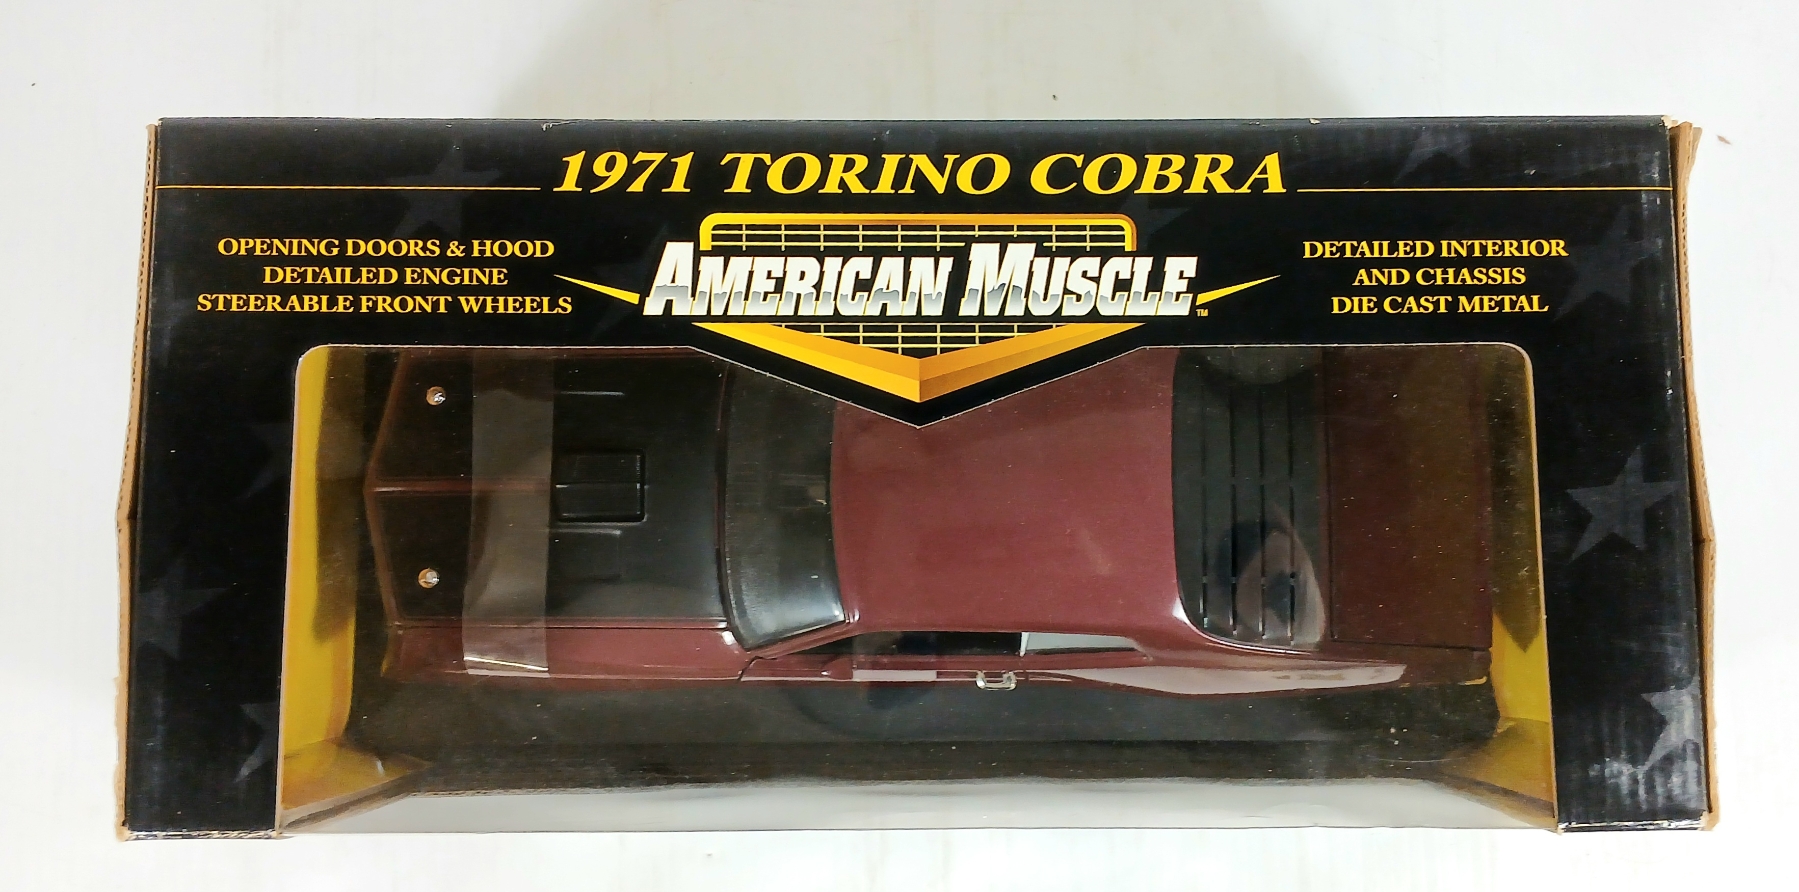 1971 TORINO COBRA
OPENING DOORS & HOOD
DETAILED ENGINE
STEERABLE FRONT WHEELS
AMERICAN MUSCLE™
DETAILED INTERIOR
AND CHASSIS
DIE CAST METAL